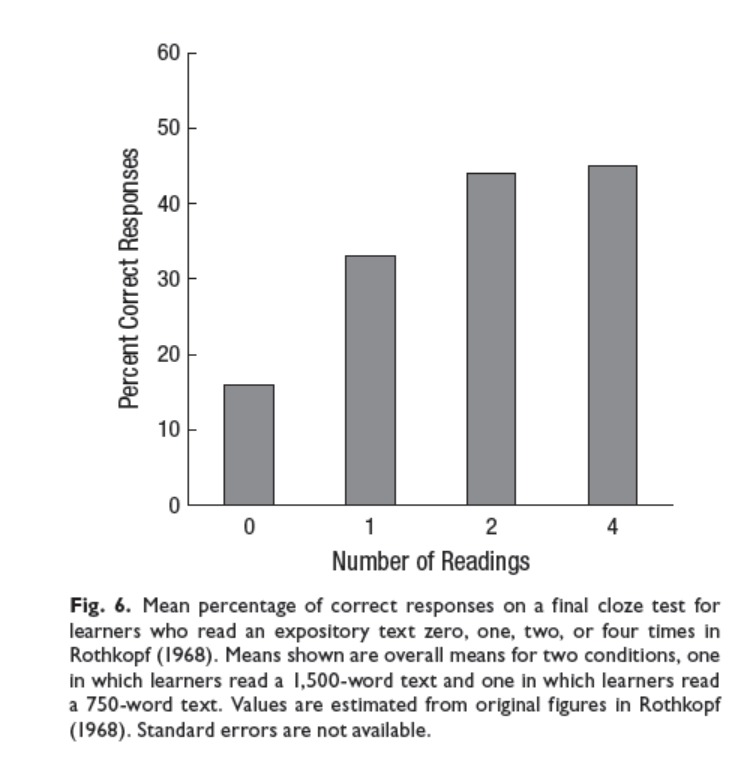 60
50
40
30
20
10
0
Percent Correct Responses
0 1 2 4
Number of Readings
Fig. 6. Mean percentage of correct responses on a final cloze test for
learners who read an expository text zero, one, two, or four times in
Rothkopf (1968). Means shown are overall means for two conditions, one
in which learners read a 1,500-word text and one in which learners read
a 750-word text. Values are estimated from original figures in Rothkopf
(1968). Standard errors are not available.